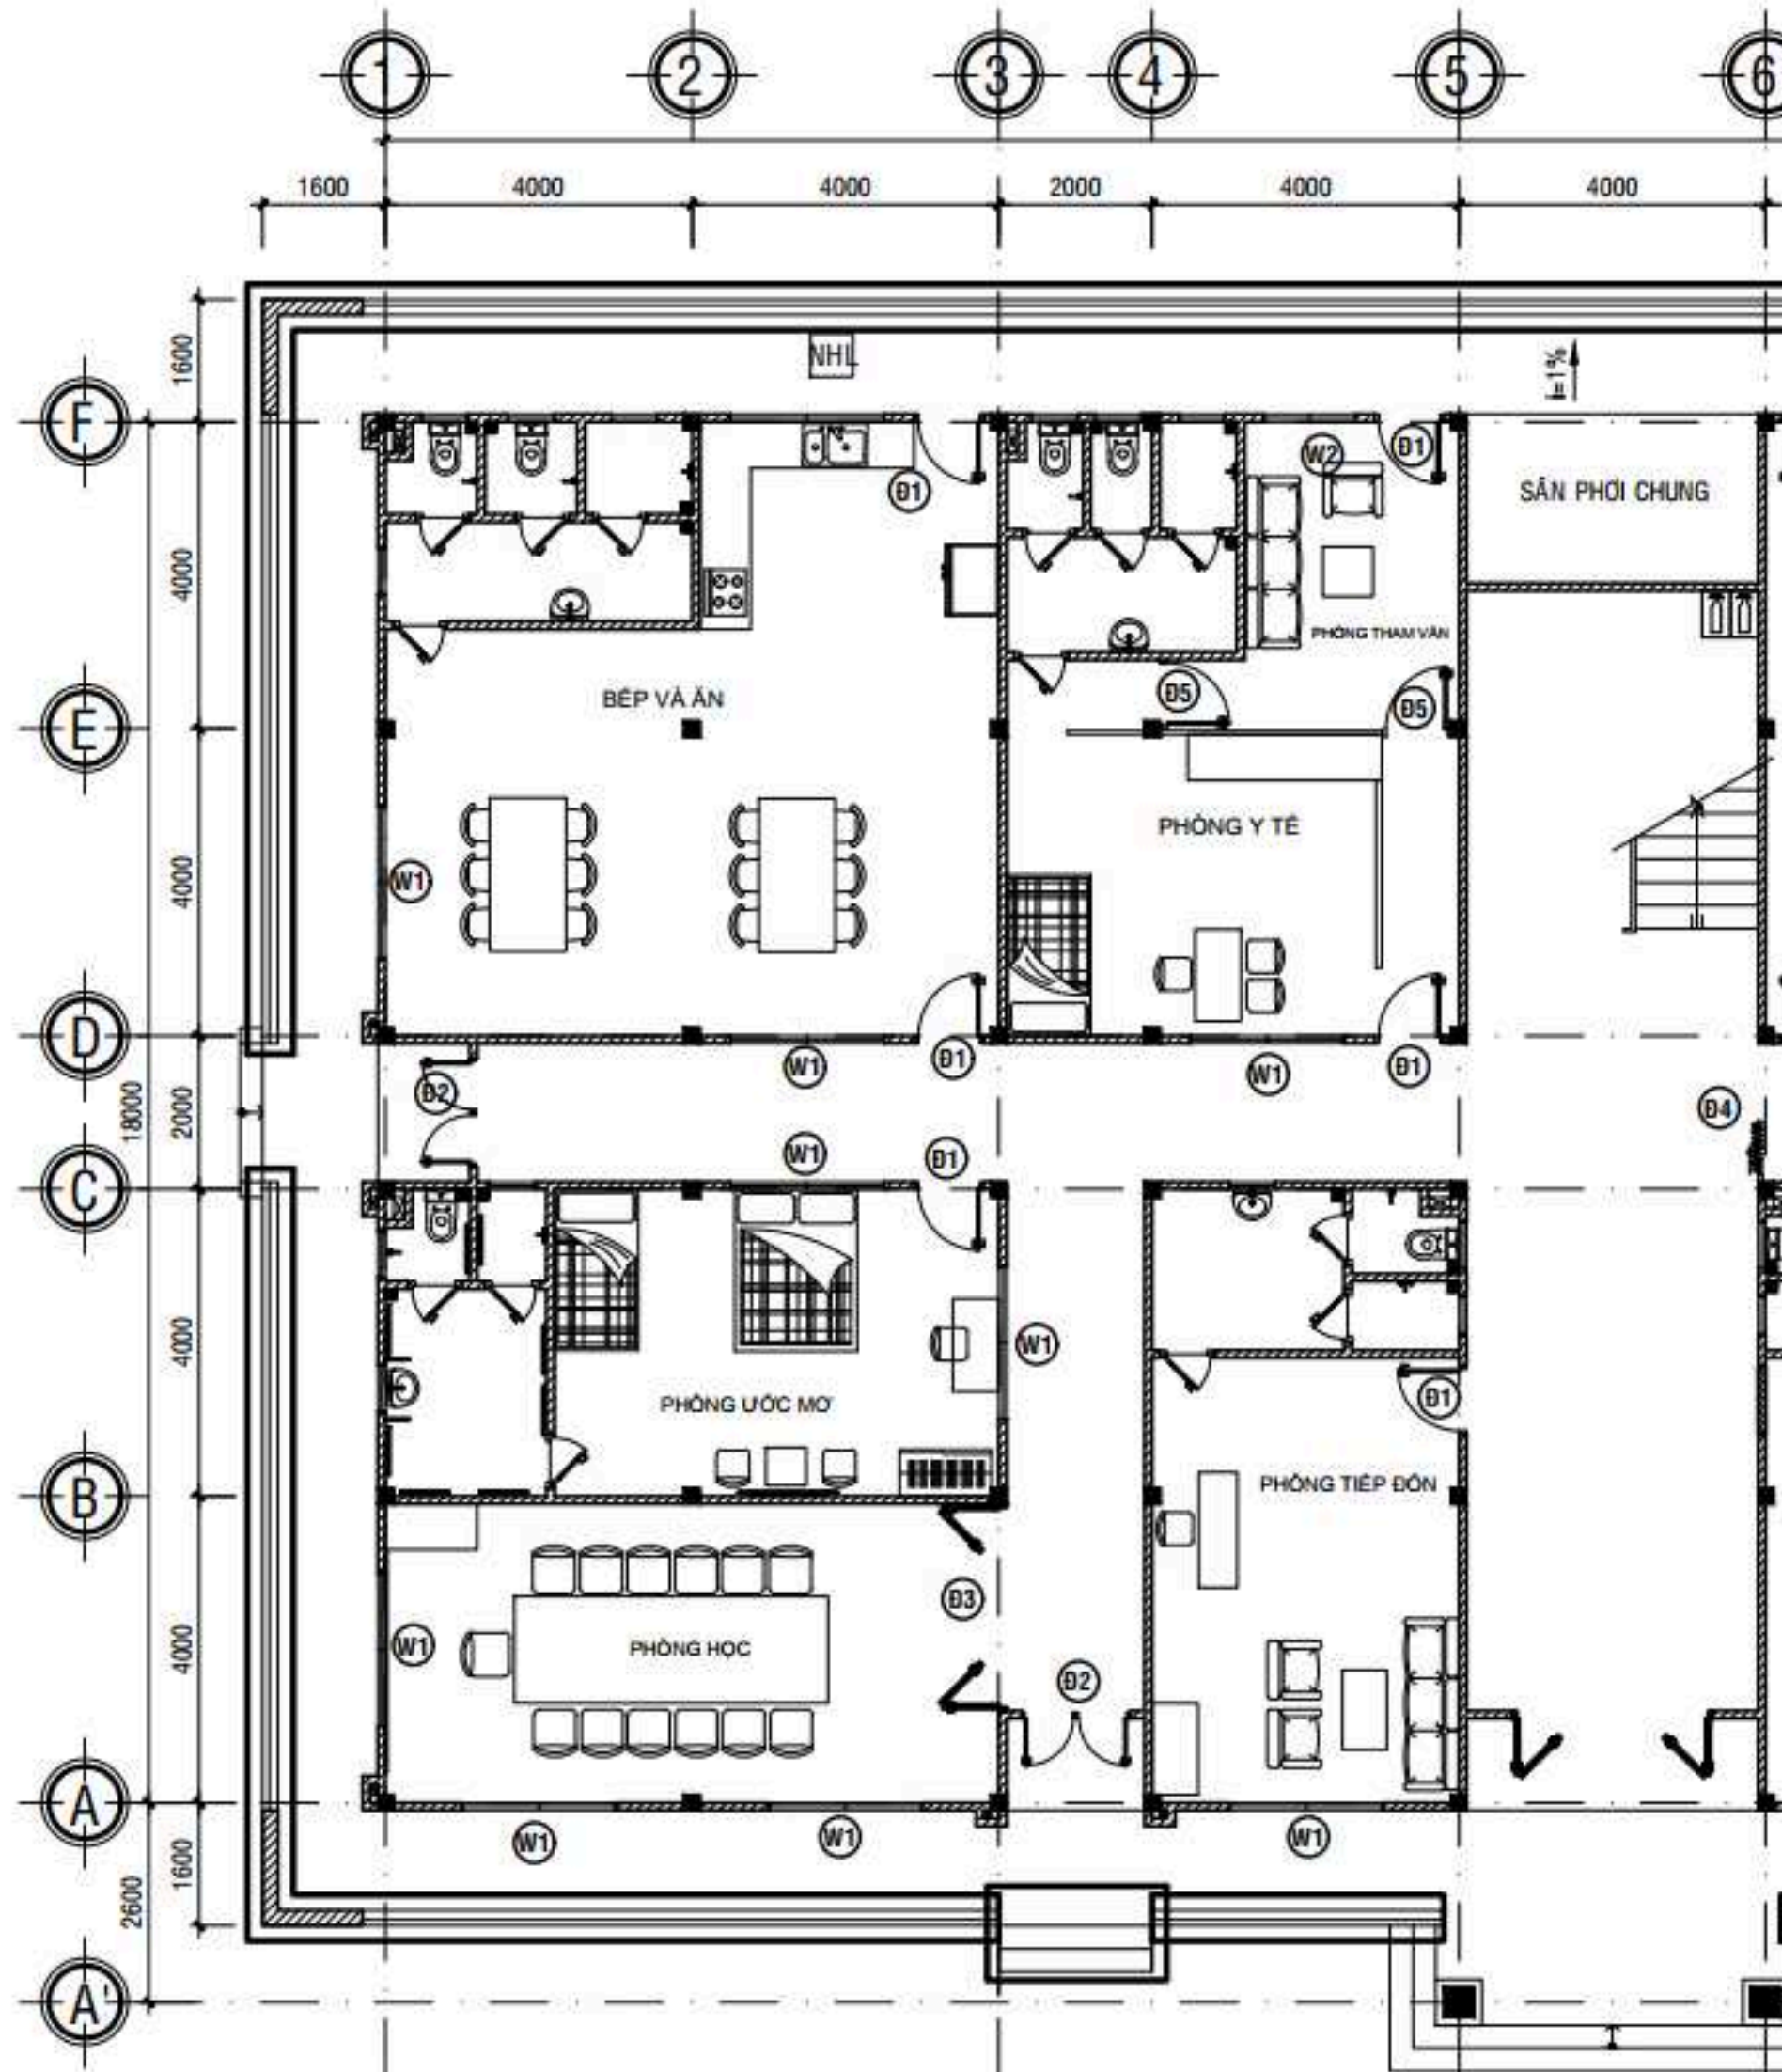 1 2 3 4 5 6
1600 4000 4000 2000 4000 4000
1600
NHL
i=1%
F
Đ1
W2
Đ1
SÂN PHƠI CHUNG
4000
PHÒNG THAM VẤN
BẾP VÀ ĂN
Đ5
Đ5
E
PHÒNG Y TẾ
4000
W1
D
W1
Đ1
W1
Đ1
Đ2
Đ4
18000
2000
W1
Đ1
C
4000
W1
PHÒNG ƯỚC MƠ
Đ1
B
PHÒNG TIẾP ĐÓN
Đ3
4000
W1
PHÒNG HỌC
Đ2
A
W1
W1
W1
1600
2600
A'